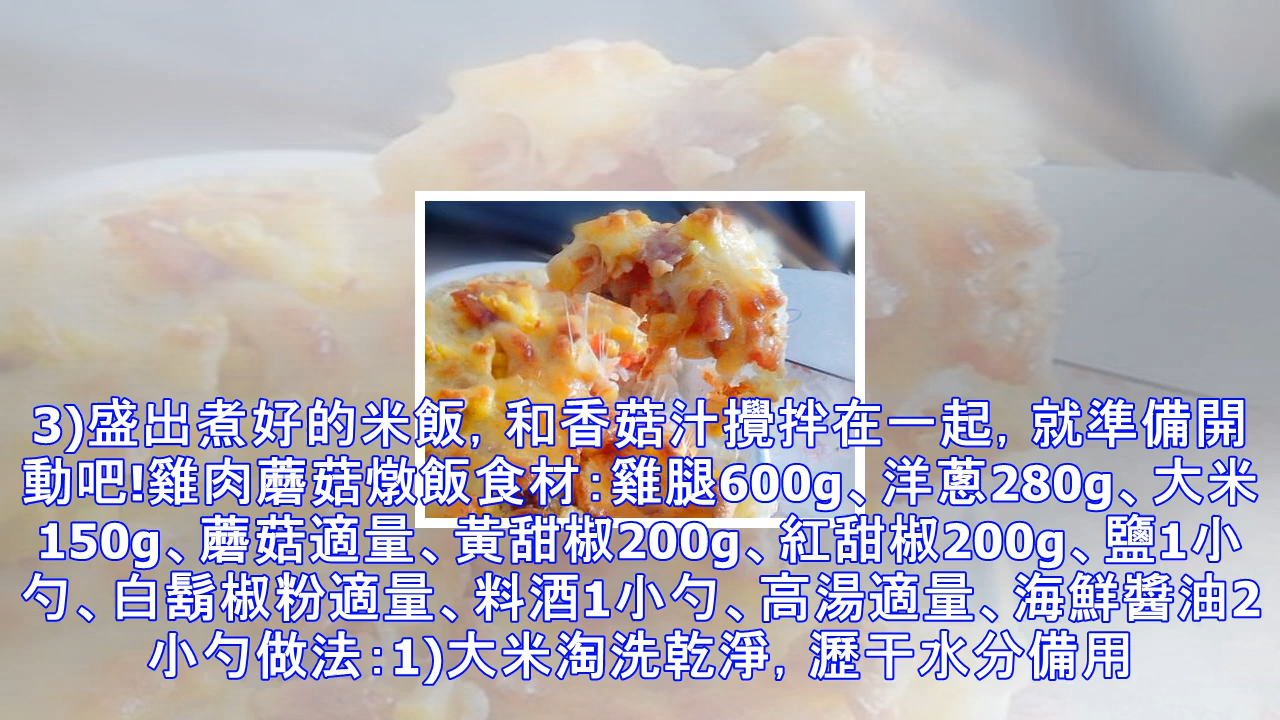 3)盛出煮好的米飯, 和香菇汁攪拌在一起, 就準備開
動吧!雞肉蘑菇燉飯食材:雞腿600g、洋蔥280g、大米
150g、蘑菇適量、黃甜椒200g、紅甜椒200g、鹽1小
勺、白鬍椒粉適量、料酒1小勺、高湯適量、海鮮醬油2
小勺做法:1)大米淘洗乾淨, 瀝干水分備用